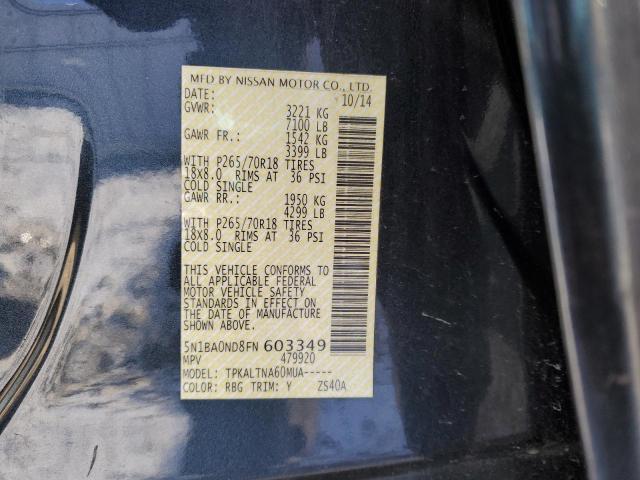 MFD BY NISSAN MOTOR CO., LTD.
DATE: 10/14
GVWR: 3221 KG
7100 LB
GAWR FR.: 1542 KG
3399 LB
WITH P265/70R18 TIRES
18x8.0 RIMS AT 36 PSI
COLD SINGLE
GAWR RR.: 1950 KG
4299 LB
WITH P265/70R18 TIRES
18x8.0 RIMS AT 36 PSI
COLD SINGLE
THIS VEHICLE CONFORMS TO
ALL APPLICABLE FEDERAL
MOTOR VEHICLE SAFETY
STANDARDS IN EFFECT ON
THE DATE OF MANUFACTURE
SHOWN ABOVE.
5N1BA0ND8FN 603349
MPV 479920
MODEL: TPKALTNA60MUA-----
COLOR: RBG TRIM: Y ZS40A